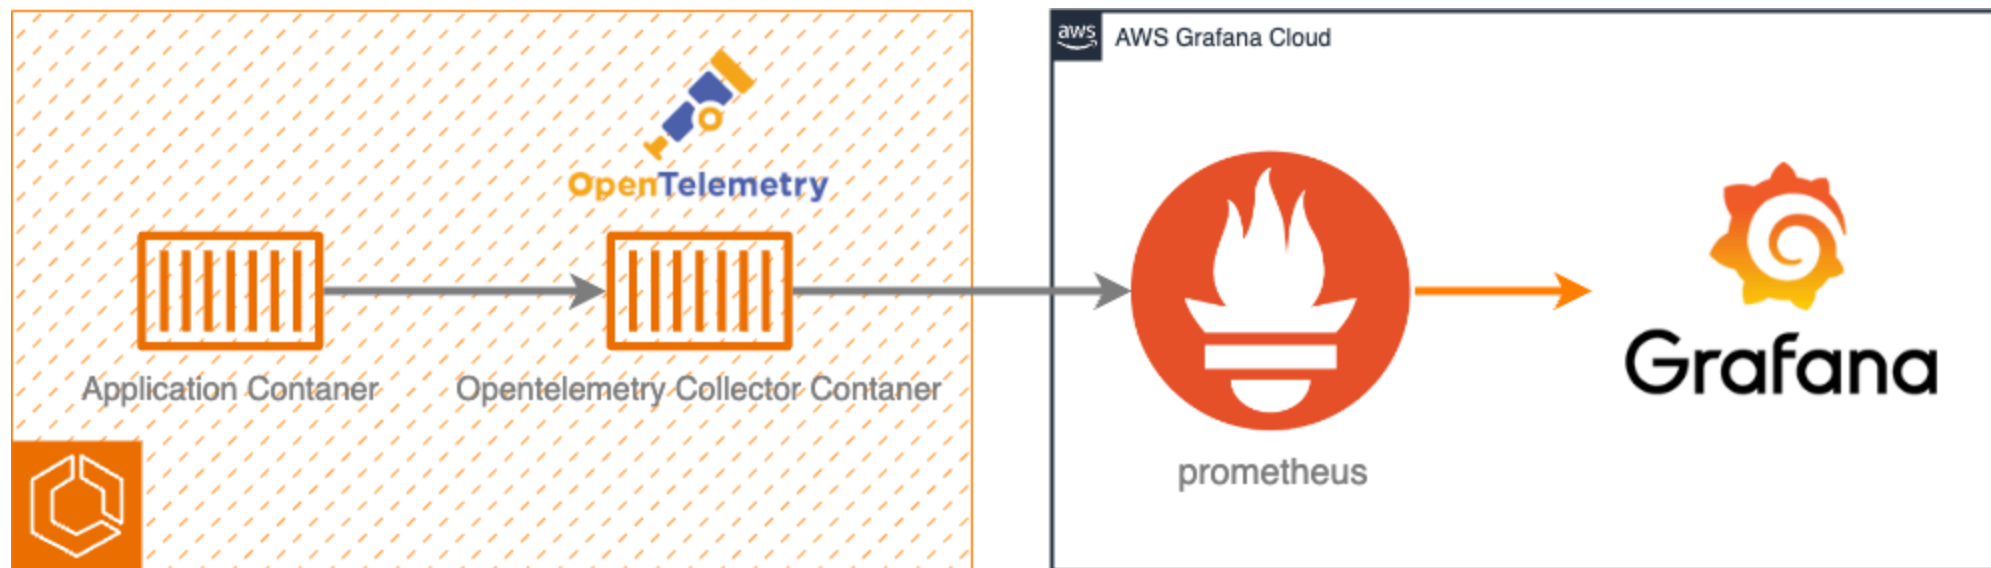 aws
AWS Grafana Cloud
OpenTelemetry
Application Contaner
Opentelemetry Collector Contaner
prometheus
Grafana